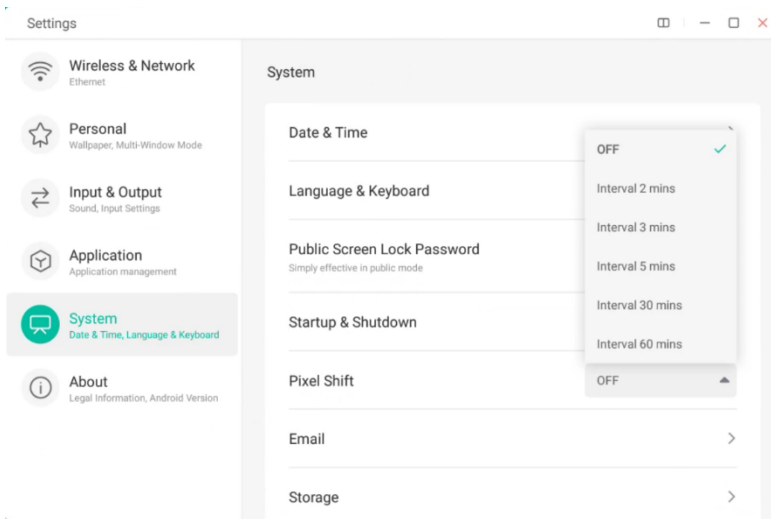 Settings
Wireless & Network
Ethernet
Personal
Wallpaper, Multi-Window Mode
Input & Output
Sound, Input Settings
Application
Application management
System
Date & Time, Language & Keyboard
About
Legal Information, Android Version
System
Date & Time
Language & Keyboard
Public Screen Lock Password
Simply effective in public mode
Startup & Shutdown
Pixel Shift
OFF
Email
Storage
OFF
Interval 2 mins
Interval 3 mins
Interval 5 mins
Interval 30 mins
Interval 60 mins